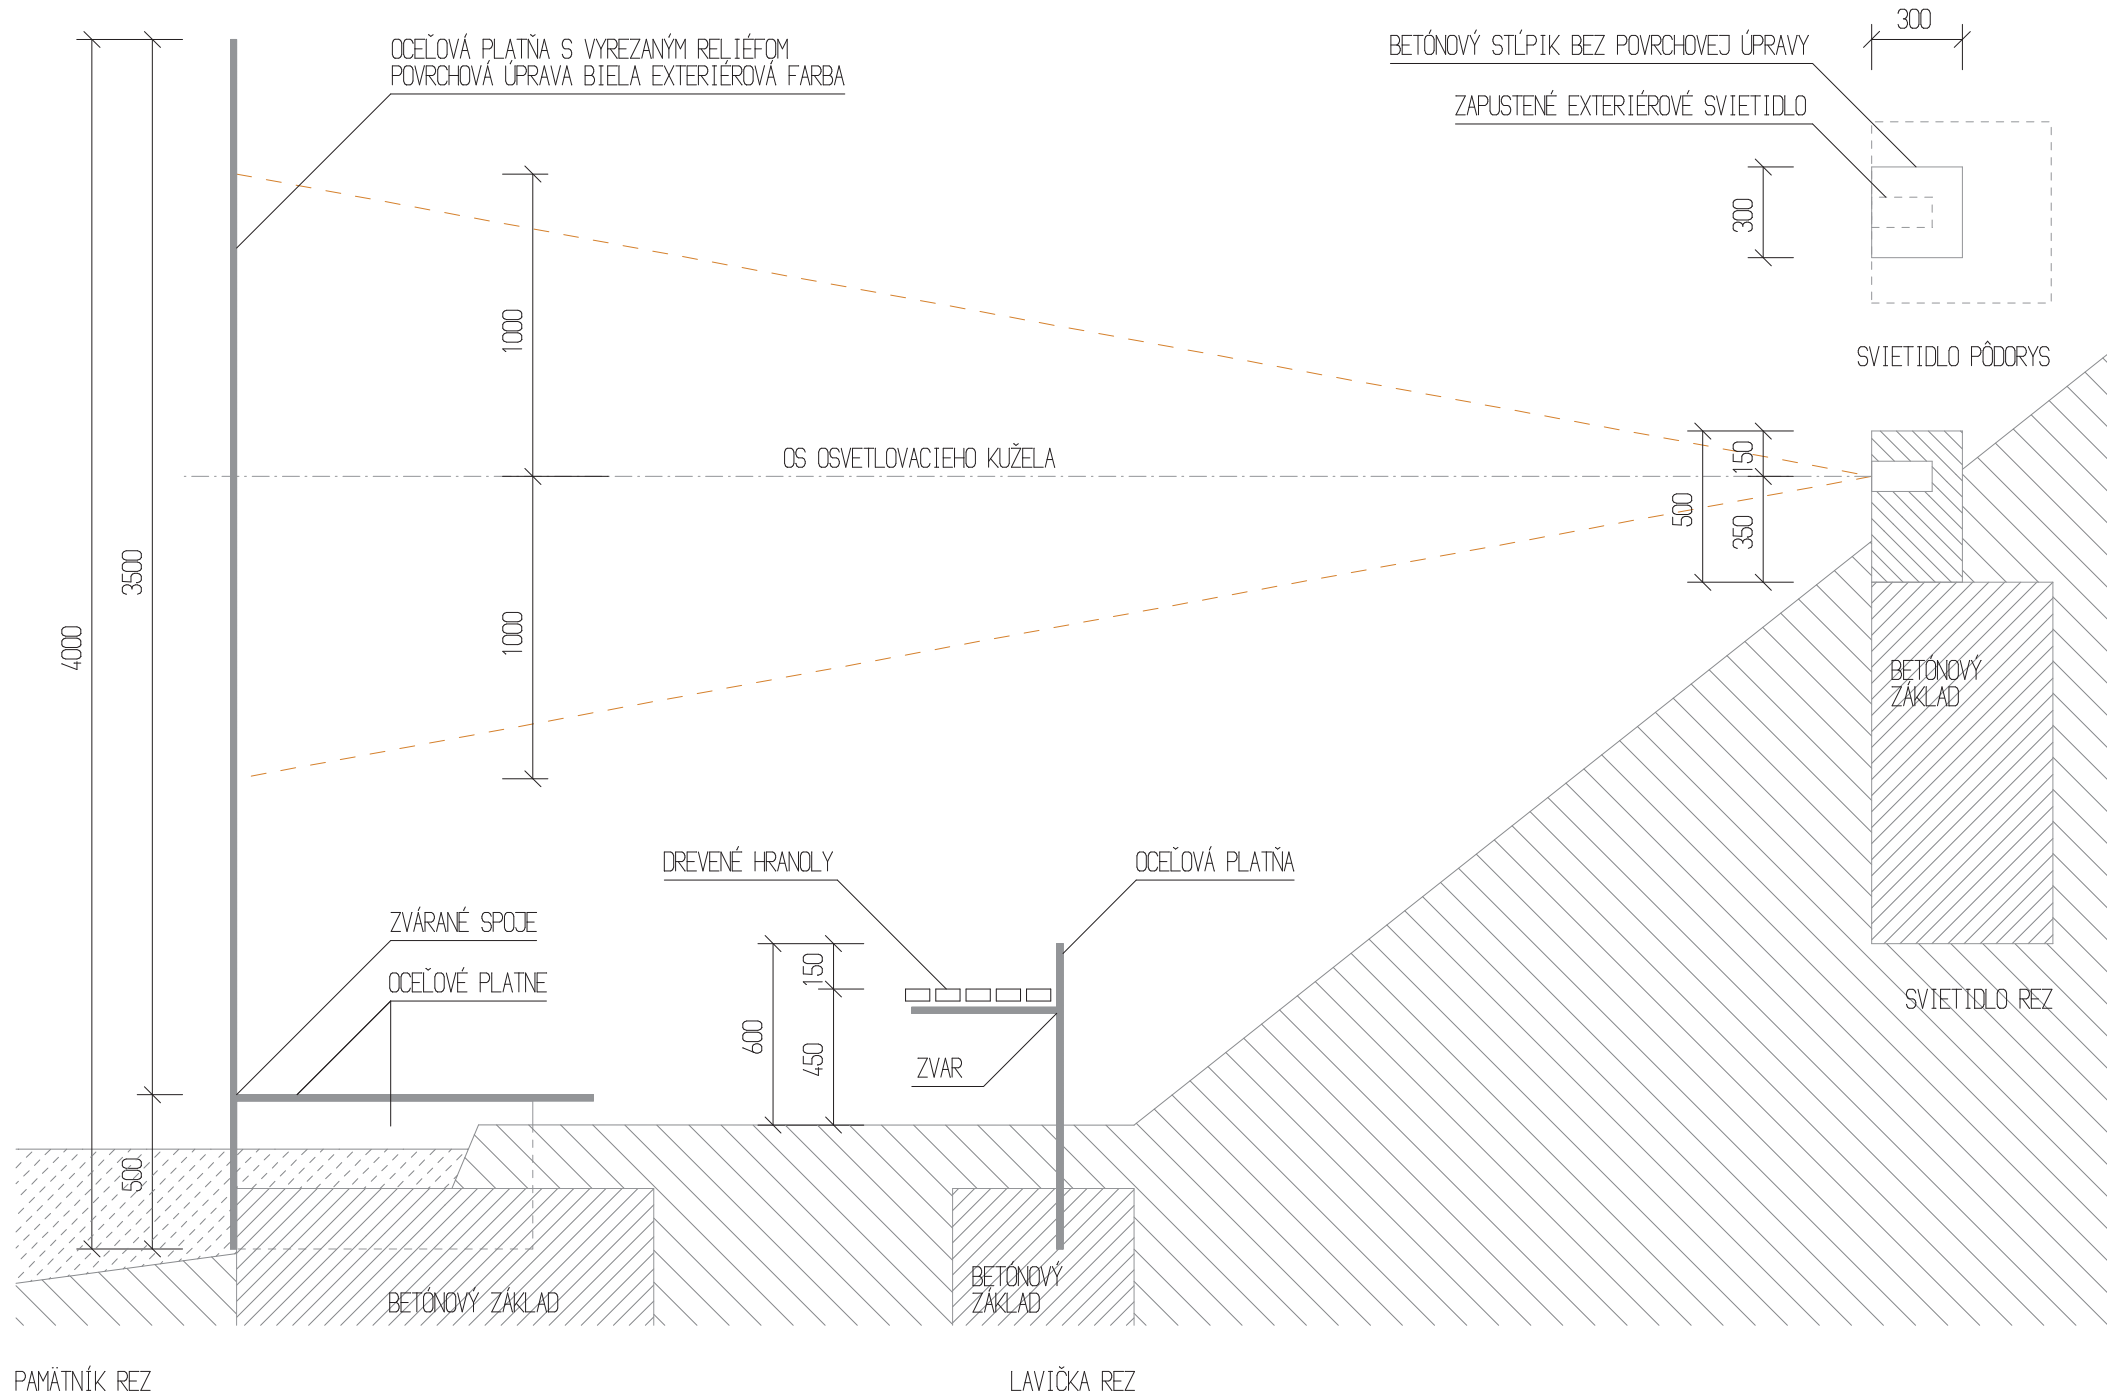 OCEĽOVÁ PLATŇA S VYREZANÝM RELIÉFOM
POVRCHOVÁ ÚPRAVA BIELA EXTERIÉROVÁ FARBA
BETÓNOVÝ STĹPIK BEZ POVRCHOVEJ ÚPRAVY
300
ZAPUSTENÉ EXTERIÉROVÉ SVIETIDLO
300
SVIETIDLO PÔDORYS
1000
OS OSVETLOVACIEHO KUŽELA
150
500
350
3500
4000
1000
BETÓNOVÝ
ZÁKLAD
DREVENÉ HRANOLY
OCEĽOVÁ PLATŇA
ZVÁRANÉ SPOJE
OCEĽOVÉ PLATNE
150
600
450
ZVAR
SVIETIDLO REZ
500
BETÓNOVÝ ZÁKLAD
BETÓNOVÝ
ZÁKLAD
PAMÄTNÍK REZ
LAVIČKA REZ